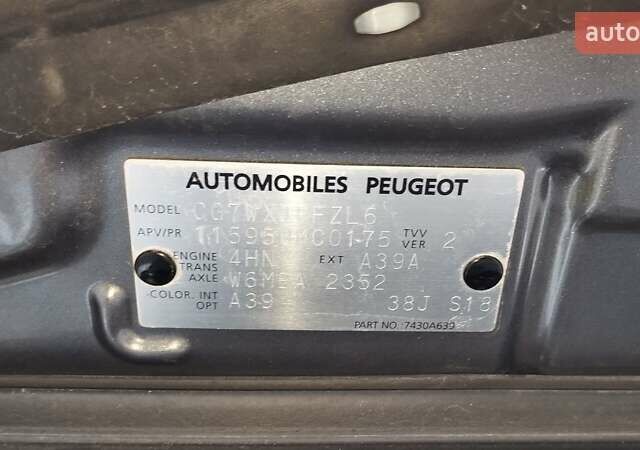 auto
AUTOMOBILES PEUGEOT
MODEL
APV/PR TVV
VER 2
ENGINE 4HN EXT A39A
TRANS
AXLE 2352
COLOR. INT A39 38J S18
OPT
PART NO. 7430A639